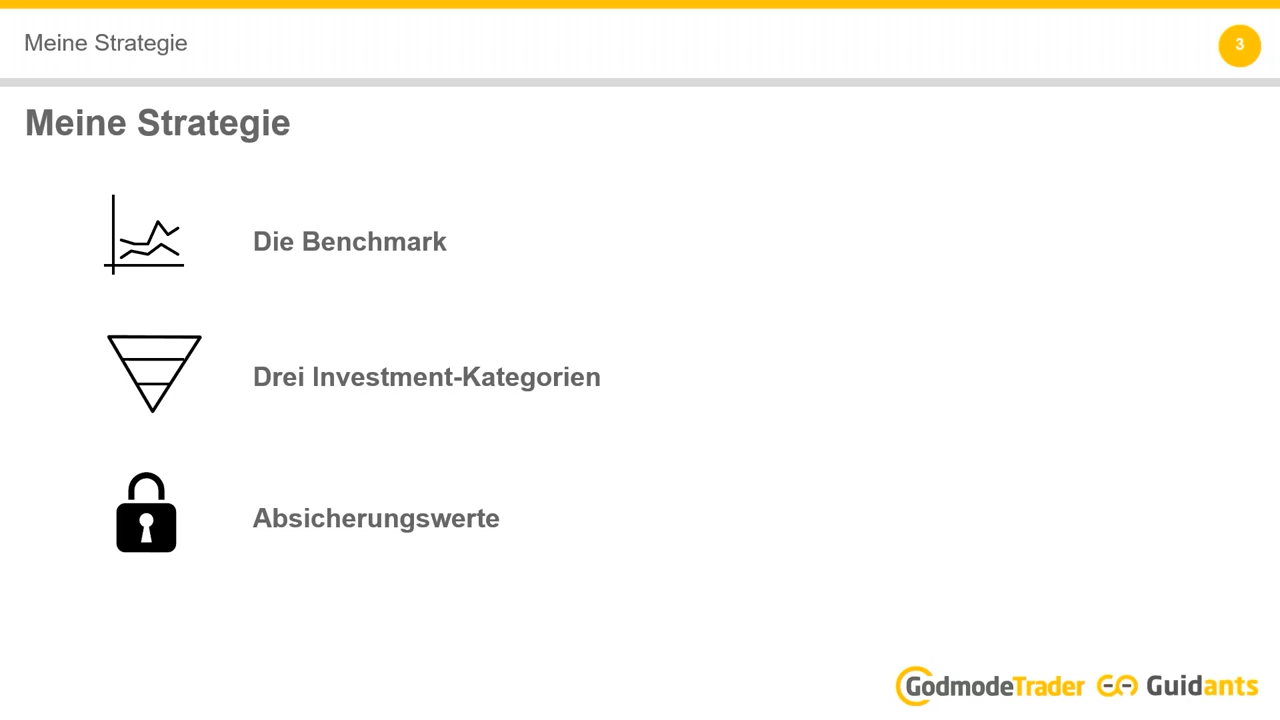 Meine Strategie
3
Meine Strategie
Die Benchmark
Drei Investment-Kategorien
Absicherungswerte
GodmodeTrader Guidants